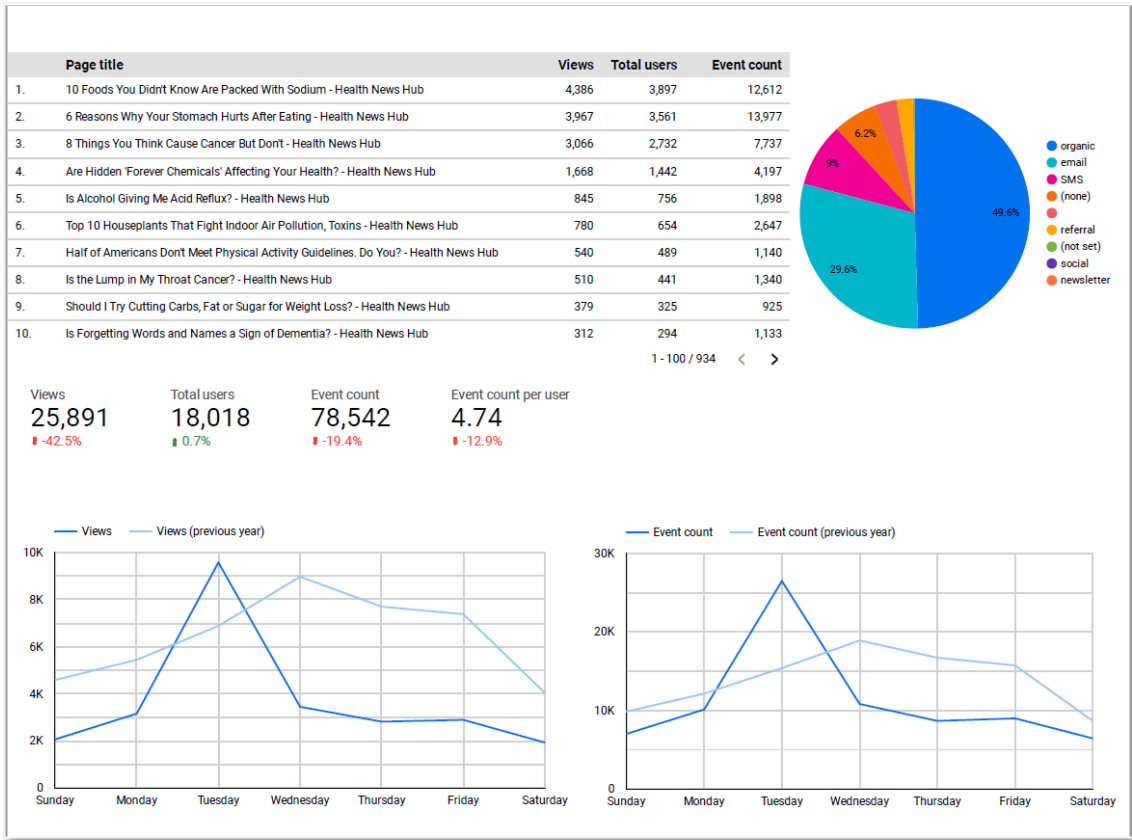 Page title Views Total users Event count
1. 10 Foods You Didn't Know Are Packed With Sodium - Health News Hub 4,386 3,897 12,612
2. 6 Reasons Why Your Stomach Hurts After Eating - Health News Hub 3,967 3,561 13,977
3. 8 Things You Think Cause Cancer But Don't - Health News Hub 3,066 2,732 7,737
4. Are Hidden 'Forever Chemicals' Affecting Your Health? - Health News Hub 1,668 1,442 4,197
5. Is Alcohol Giving Me Acid Reflux? - Health News Hub 845 756 1,898
6. Top 10 Houseplants That Fight Indoor Air Pollution, Toxins - Health News Hub 780 654 2,647
7. Half of Americans Don't Meet Physical Activity Guidelines. Do You? - Health News Hub 540 489 1,140
8. Is the Lump in My Throat Cancer? - Health News Hub 510 441 1,340
9. Should I Try Cutting Carbs, Fat or Sugar for Weight Loss? - Health News Hub 379 325 925
10. Is Forgetting Words and Names a Sign of Dementia? - Health News Hub 312 294 1,133
1 - 100 / 934
6.2%
9%
49.6%
29.6%
organic
email
SMS
(none)
referral
(not set)
social
newsletter
Views Total users Event count Event count per user
25,891 18,018 78,542 4.74
-42.5% 0.7% -19.4% -12.9%
Views Views (previous year)
10K
8K
6K
4K
2K
0
Sunday Monday Tuesday Wednesday Thursday Friday Saturday
Event count Event count (previous year)
30K
20K
10K
0
Sunday Monday Tuesday Wednesday Thursday Friday Saturday